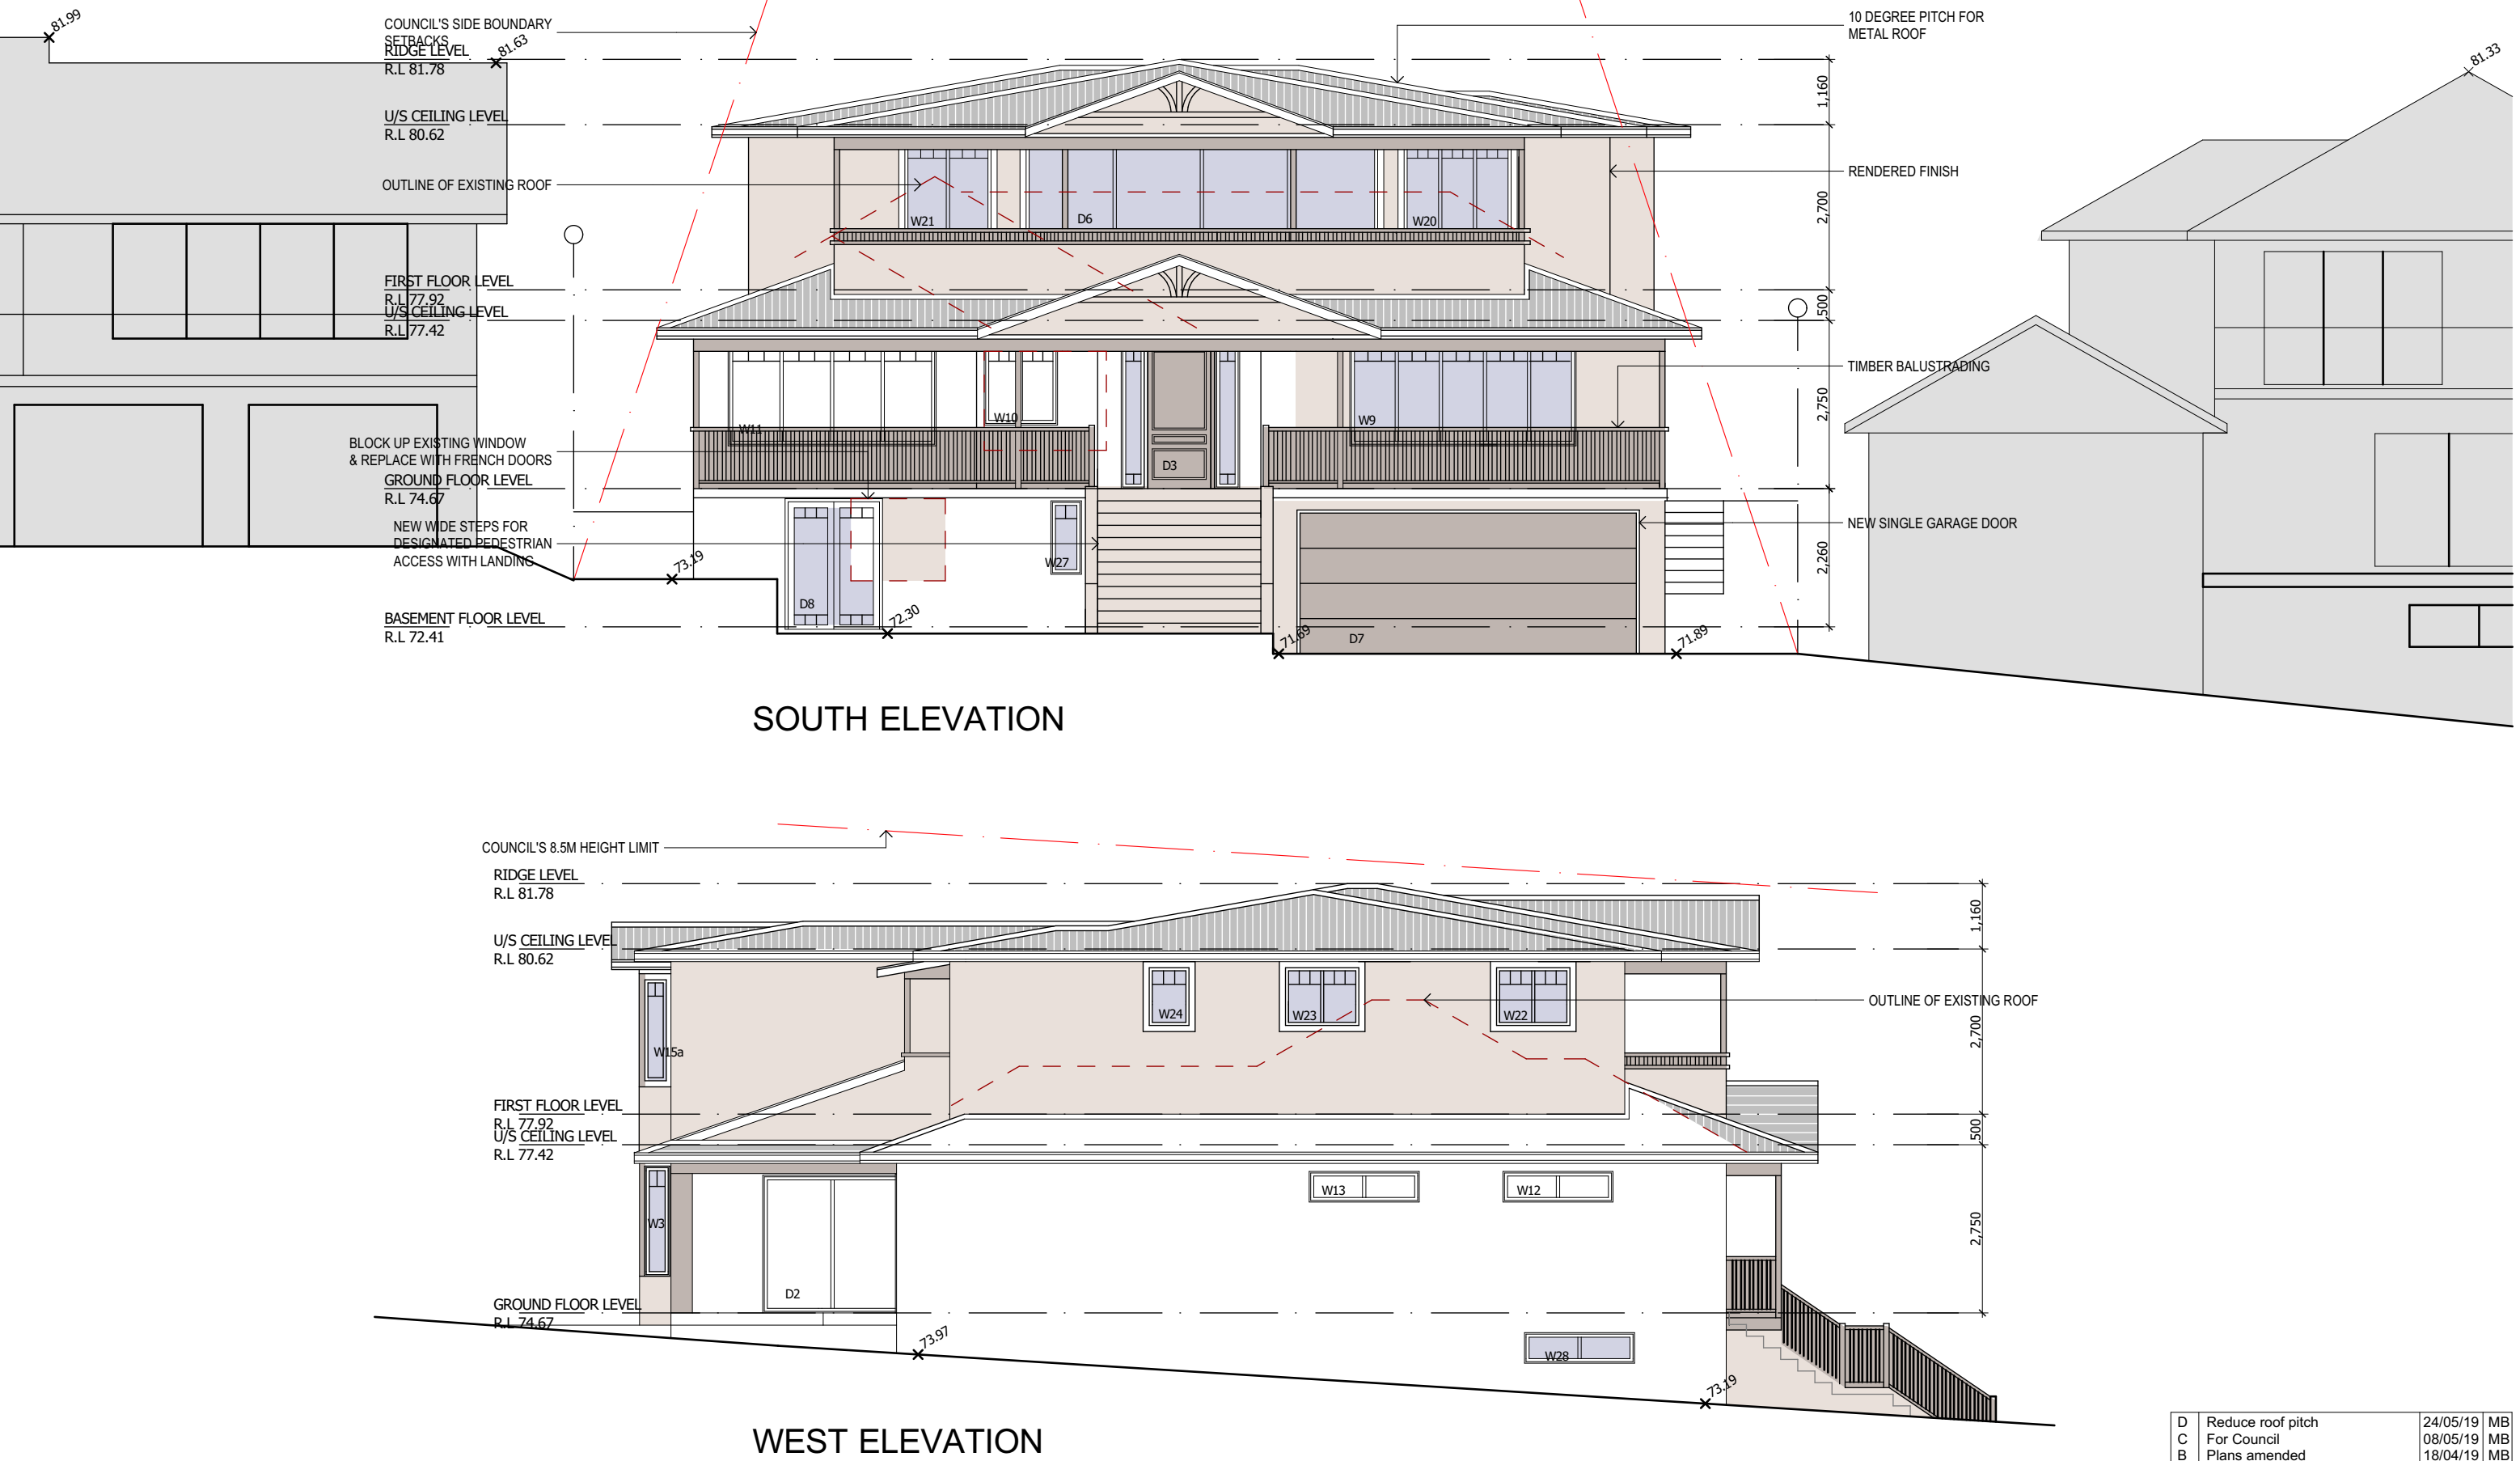 81.99
COUNCIL'S SIDE BOUNDARY
SETBACKS
RIDGE LEVEL
R.L 81.78
81.63
10 DEGREE PITCH FOR
METAL ROOF
81.33
1,160
U/S CEILING LEVEL
R.L 80.62
OUTLINE OF EXISTING ROOF
RENDERED FINISH
W21
D6
W20
2,700
FIRST FLOOR LEVEL
R.L 77.92
U/S CEILING LEVEL
R.L 77.42
500
TIMBER BALUSTRADING
W11
W10
W9
2,750
BLOCK UP EXISTING WINDOW
& REPLACE WITH FRENCH DOORS
D3
GROUND FLOOR LEVEL
R.L 74.67
NEW WIDE STEPS FOR
DESIGNATED PEDESTRIAN
ACCESS WITH LANDING
NEW SINGLE GARAGE DOOR
73.19
W27
2,260
D8
72.30
BASEMENT FLOOR LEVEL
R.L 72.41
71.69
D7
71.89
SOUTH ELEVATION
COUNCIL'S 8.5M HEIGHT LIMIT
RIDGE LEVEL
R.L 81.78
1,160
U/S CEILING LEVEL
R.L 80.62
W24
W23
W22
OUTLINE OF EXISTING ROOF
W15a
2,700
FIRST FLOOR LEVEL
R.L 77.92
U/S CEILING LEVEL
R.L 77.42
500
W13
W12
W3
2,750
D2
GROUND FLOOR LEVEL
R.L 74.67
73.97
W28
73.19
WEST ELEVATION
D Reduce roof pitch 24/05/19 MB
C For Council 08/05/19 MB
B Plans amended 18/04/19 MB